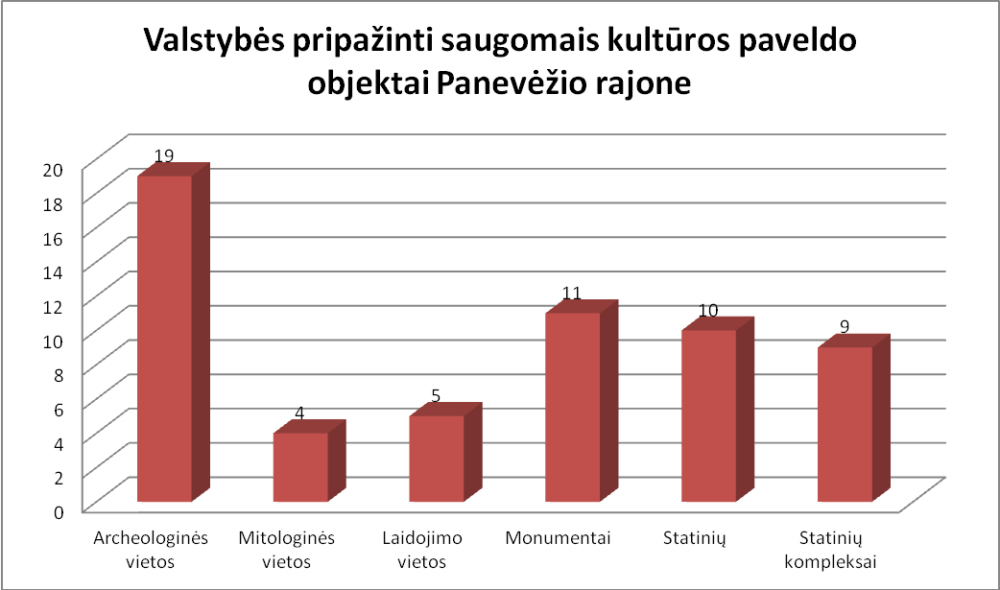 Valstybės pripažinti saugomais kultūros paveldo
objektai Panevėžio rajone
20
18
16
14
12
10
8
6
4
2
0
19
4
5
11
10
9
Archeologinės
vietos
Mitologinės
vietos
Laidojimo
vietos
Monumentai
Statinių
Statinių
kompleksai